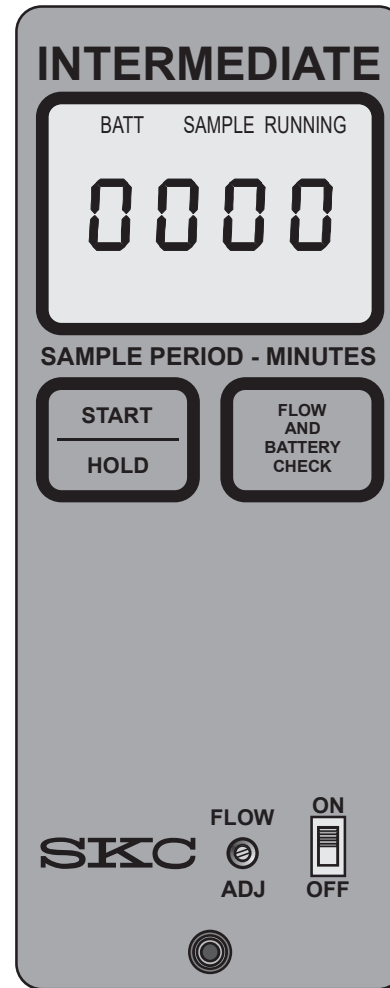 INTERMEDIATE
BATT SAMPLE RUNNING
0000
SAMPLE PERIOD - MINUTES
START
HOLD
FLOW
AND
BATTERY
CHECK
SKC
FLOW
ADJ
ON
OFF